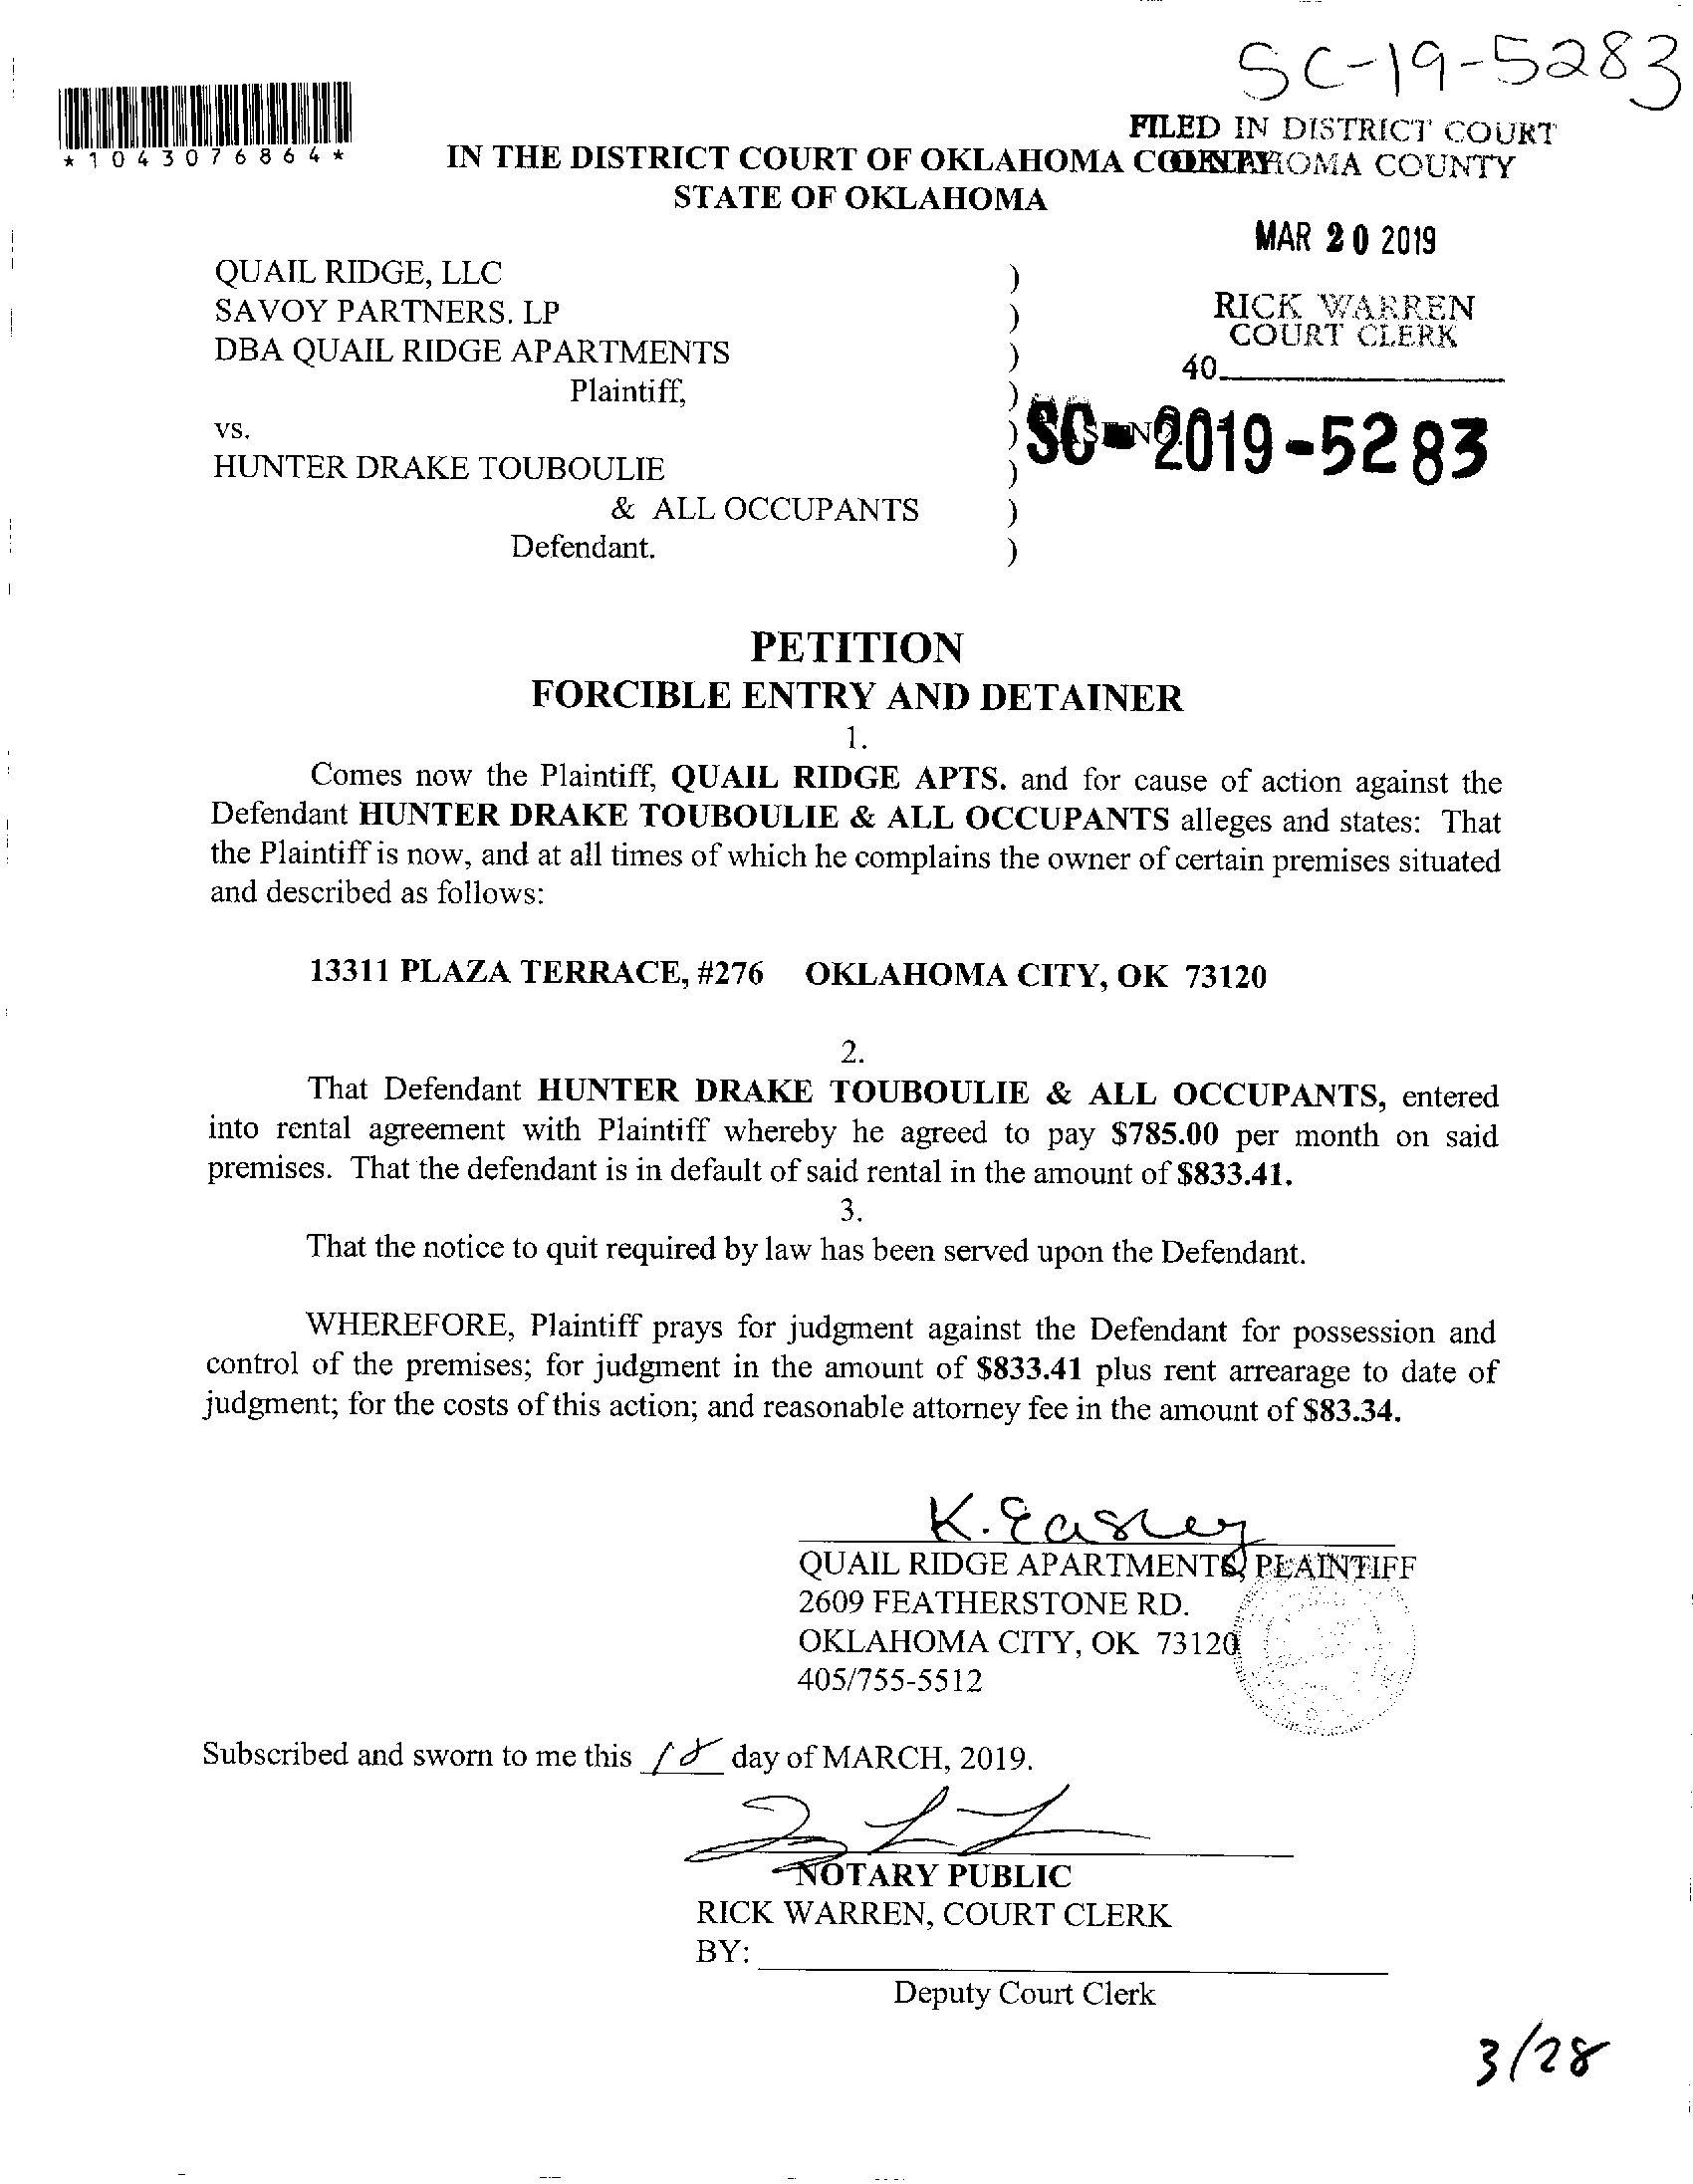 SC-19-5283
*1043076864*
FILED IN DISTRICT COURT
OKLAHOMA COUNTY
IN THE DISTRICT COURT OF OKLAHOMA COUNTY
STATE OF OKLAHOMA
MAR 20 2019
QUAIL RIDGE, LLC )
SAVOY PARTNERS. LP )
RICK WARREN
COURT CLERK
DBA QUAIL RIDGE APARTMENTS )
40
Plaintiff, )
vs. ) CASE NO.
SC-2019-5283
HUNTER DRAKE TOUBOULIE )
& ALL OCCUPANTS )
Defendant. )
PETITION
FORCIBLE ENTRY AND DETAINER
1.
Comes now the Plaintiff, QUAIL RIDGE APTS. and for cause of action against the
Defendant HUNTER DRAKE TOUBOULIE & ALL OCCUPANTS alleges and states: That
the Plaintiff is now, and at all times of which he complains the owner of certain premises situated
and described as follows:
13311 PLAZA TERRACE, #276 OKLAHOMA CITY, OK 73120
2.
That Defendant HUNTER DRAKE TOUBOULIE & ALL OCCUPANTS, entered
into rental agreement with Plaintiff whereby he agreed to pay $785.00 per month on said
premises. That the defendant is in default of said rental in the amount of $833.41.
3.
That the notice to quit required by law has been served upon the Defendant.
WHEREFORE, Plaintiff prays for judgment against the Defendant for possession and
control of the premises; for judgment in the amount of $833.41 plus rent arrearage to date of
judgment; for the costs of this action; and reasonable attorney fee in the amount of $83.34.
K. Easley
QUAIL RIDGE APARTMENTS, PLAINTIFF
2609 FEATHERSTONE RD.
OKLAHOMA CITY, OK 73120
405/755-5512
Subscribed and sworn to me this 18 day of MARCH, 2019.
NOTARY PUBLIC
RICK WARREN, COURT CLERK
BY:
Deputy Court Clerk
3/28